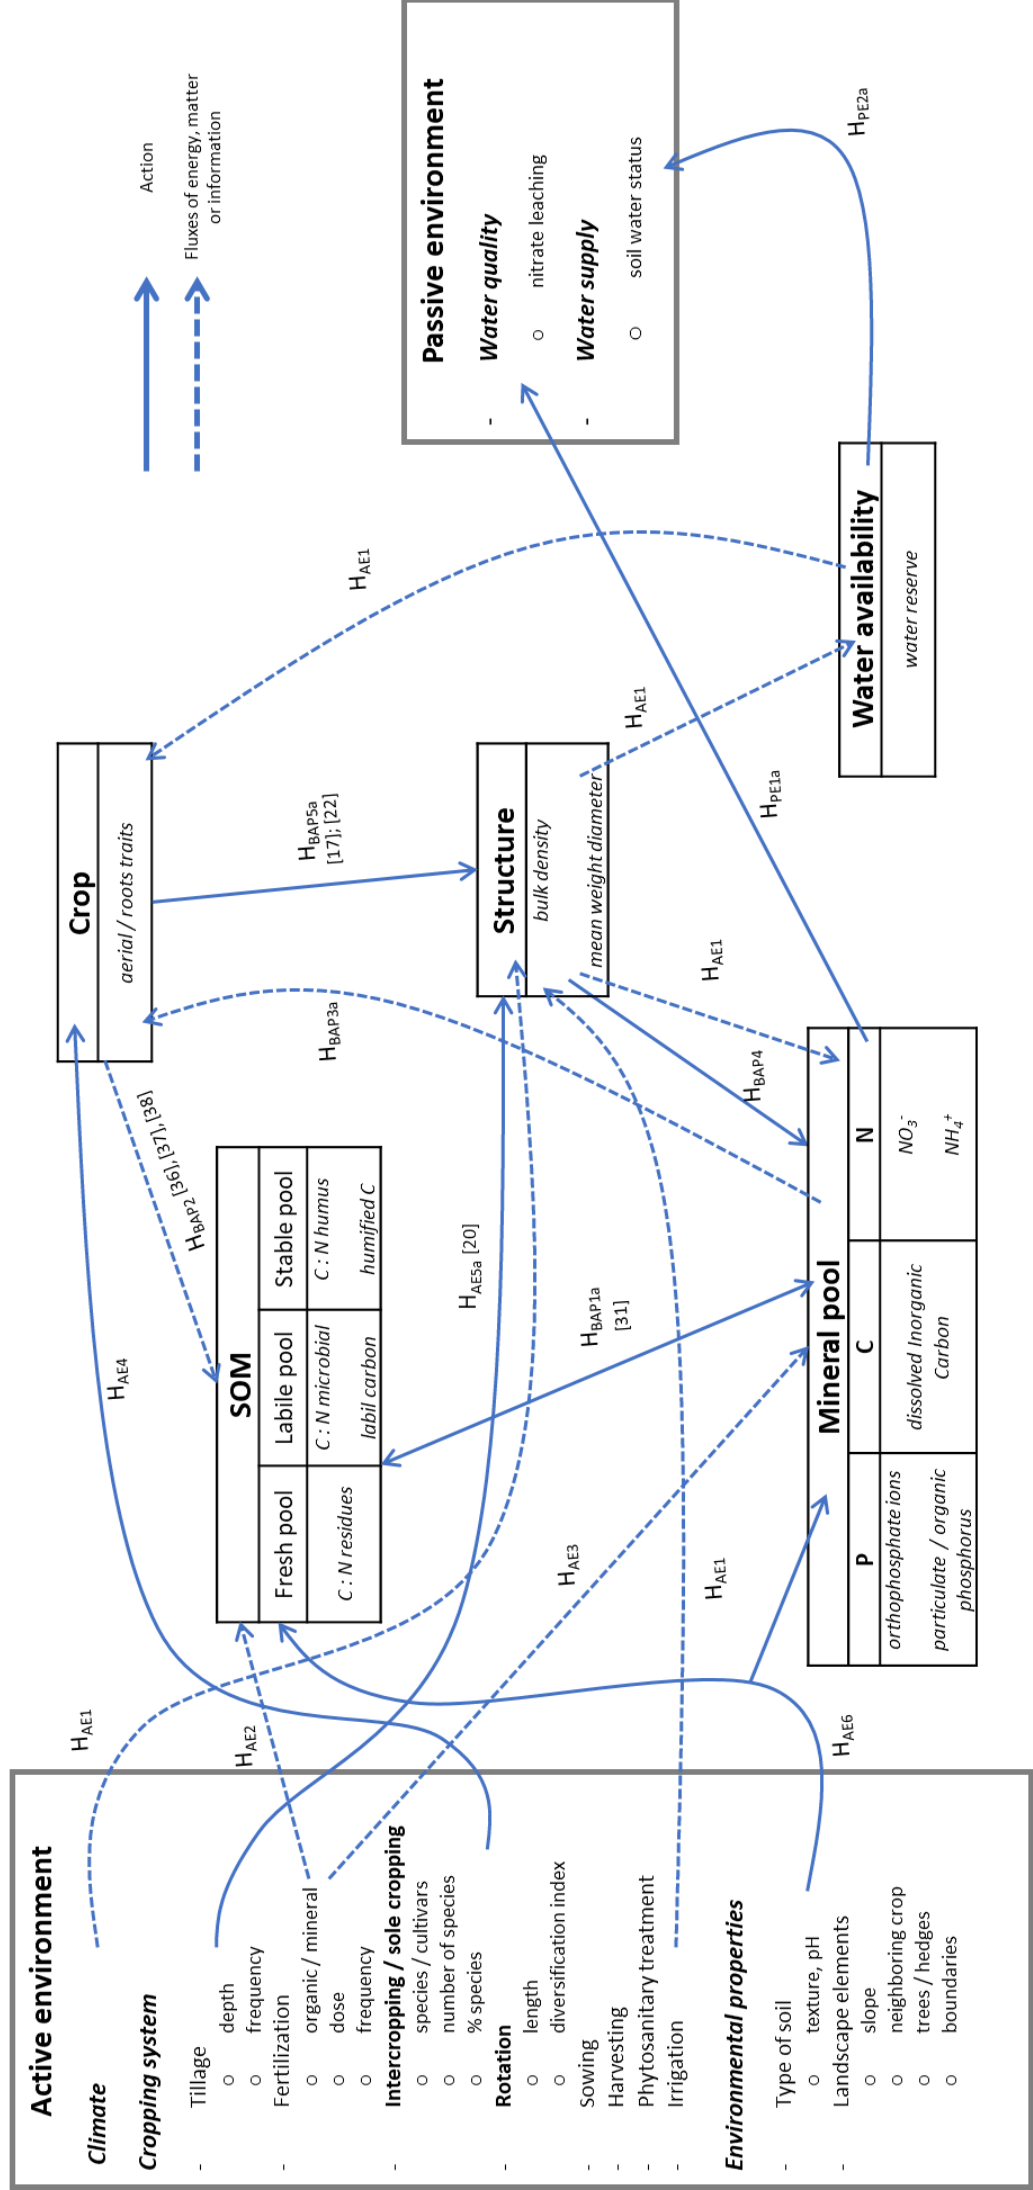 Active environment
Climate
Cropping system
- Tillage
○ depth
○ frequency
- Fertilization
○ organic / mineral
○ dose
○ frequency
- Intercropping / sole cropping
○ species / cultivars
○ number of species
○ % species
- Rotation
○ length
○ diversification index
- Sowing
- Harvesting
- Phytosanitary treatment
- Irrigation
Environmental properties
- Type of soil
○ texture, pH
- Landscape elements
○ slope
○ neighboring crop
○ trees / hedges
○ boundaries
HAE1
HAE2
HAE4
HAE3
HAE1
HAE6
SOM
Fresh pool
Labile pool
Stable pool
C : N residues
C : N microbial
labil carbon
C : N humus
humified C
HBAP2 [36],[37],[38]
HAE5a [20]
HBAP1a
[31]
Mineral pool
P
C
N
orthophosphate ions
particulate / organic
phosphorus
dissolved Inorganic
Carbon
NO3-
NH4+
Crop
aerial / roots traits
HBAP3a
HBAP5a
[17]; [22]
Structure
bulk density
mean weight diameter
HAE1
HBAP4
HAE1
HAE1
HPE1a
Water availability
water reserve
HPE2a
Passive environment
- Water quality
○ nitrate leaching
- Water supply
○ soil water status
Action
Fluxes of energy, matter
or information